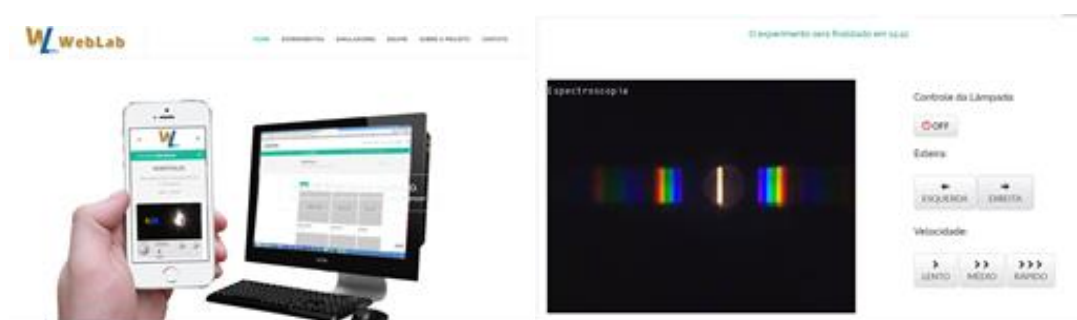 WebLab
HOME EXPERIMENTOS SIMULADORES EQUIPE SOBRE O PROJETO CONTATO
O experimento será finalizado em
Espectroscopia
Controle da Lâmpada:
OFF
Esteira:
ESQUERDA DIREITA
Velocidade:
LENTO MÉDIO RÁPIDO